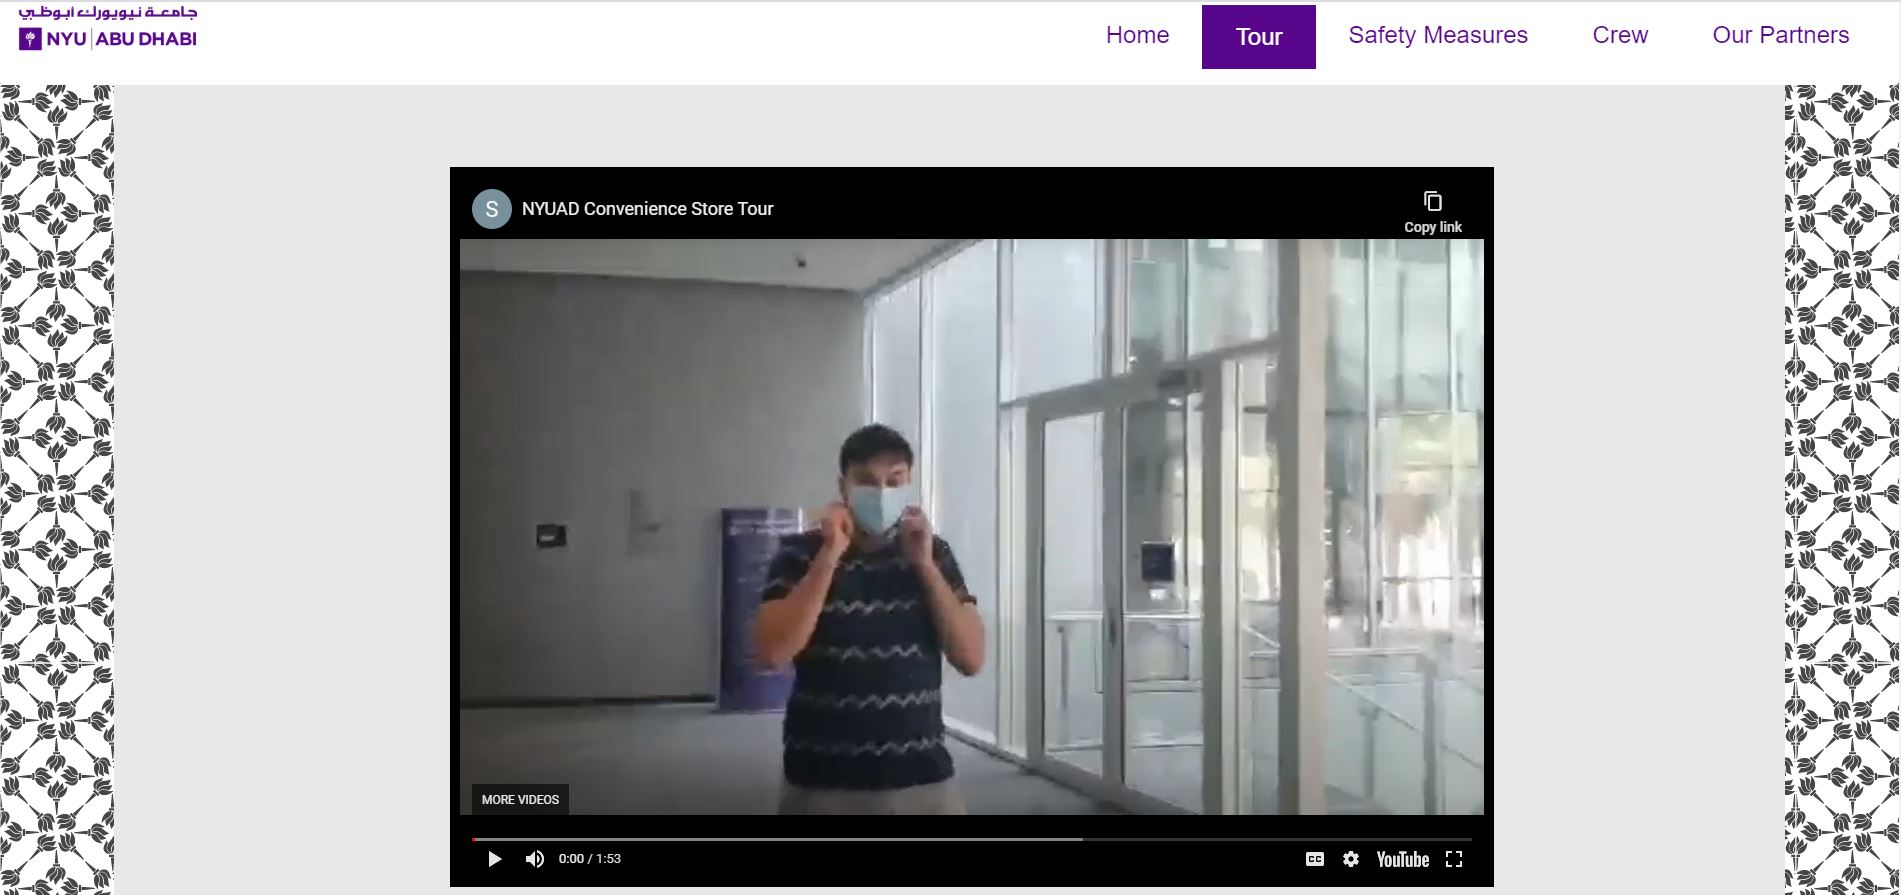 جامعة نيويورك أبوظبي
NYU ABU DHABI
Home
Tour
Safety Measures
Crew
Our Partners
S
NYUAD Convenience Store Tour
Copy link
MORE VIDEOS
0:00 / 1:53
CC
YouTube